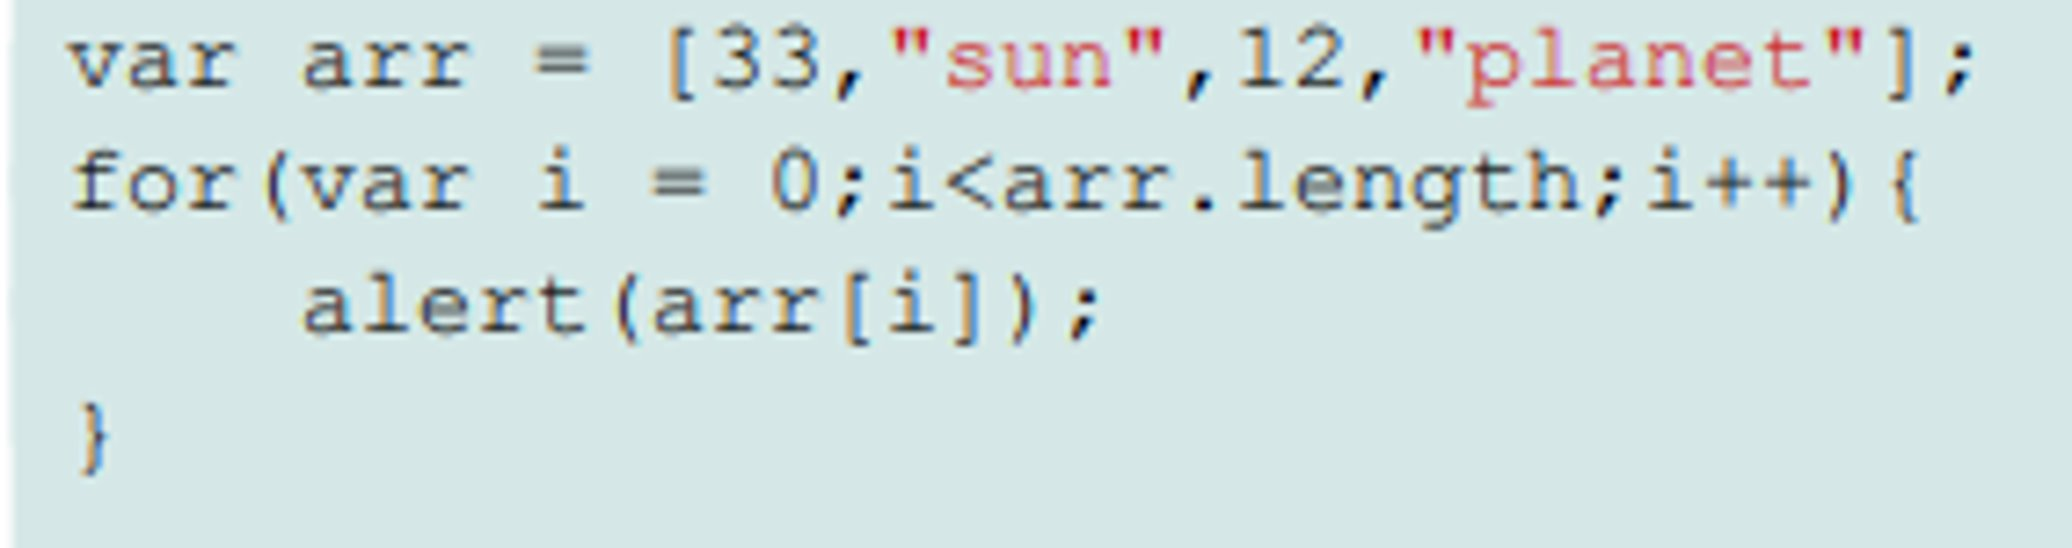 var arr = [33,"sun",12,"planet"];
for(var i = 0;i<arr.length;i++){
    alert(arr[i]);
}